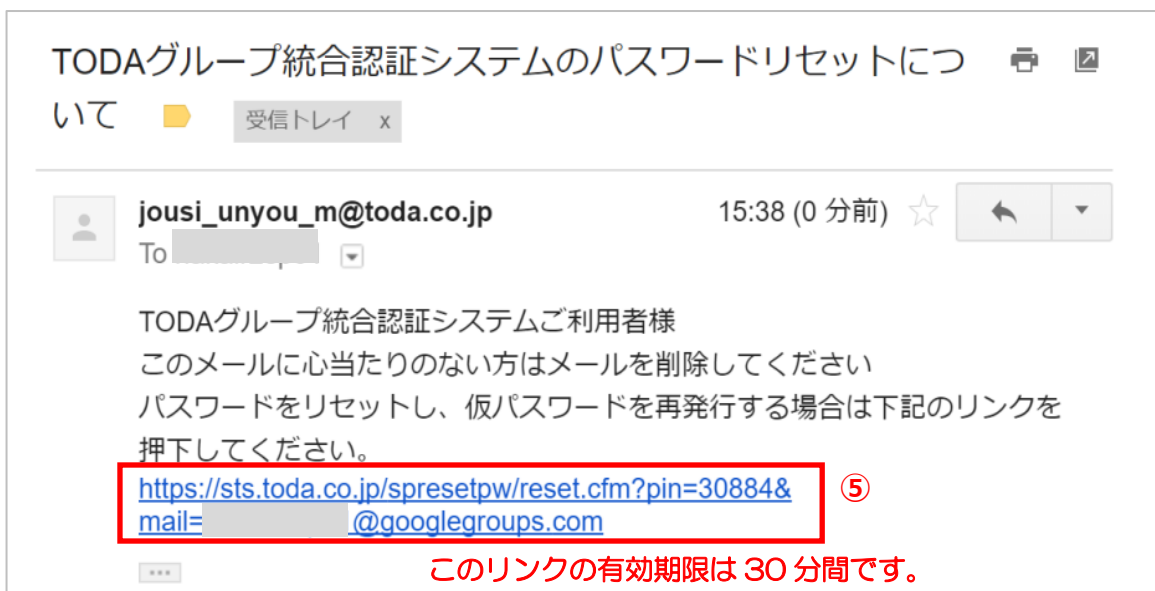 TODAグループ統合認証システムのパスワードリセットにつ
いて
受信トレイ x
jousi_unyou_m@toda.co.jp
15:38 (0 分前)
To
TODAグループ統合認証システムご利用者様
このメールに心当たりのない方はメールを削除してください
パスワードをリセットし、仮パスワードを再発行する場合は下記のリンクを
押下してください。
https://sts.toda.co.jp/spresetpw/reset.cfm?pin=30884&
mail= @googlegroups.com
⑤
このリンクの有効期限は 30 分間です。